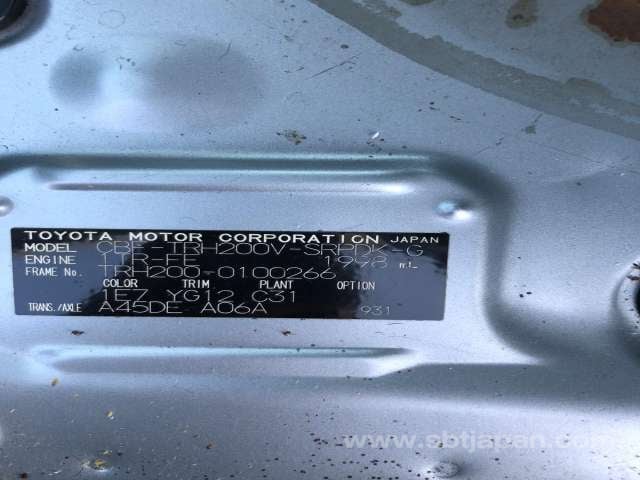 TOYOTA MOTOR CORPORATION JAPAN
MODEL CBF-TRH200V-SRPDK-G
ENGINE 1TR-FE 1998 mL
FRAME No. TRH200-0100266
COLOR TRIM PLANT OPTION
1E7 YG12 C31
TRANS./AXLE A45DE A06A 931
www.sbtjapan.com